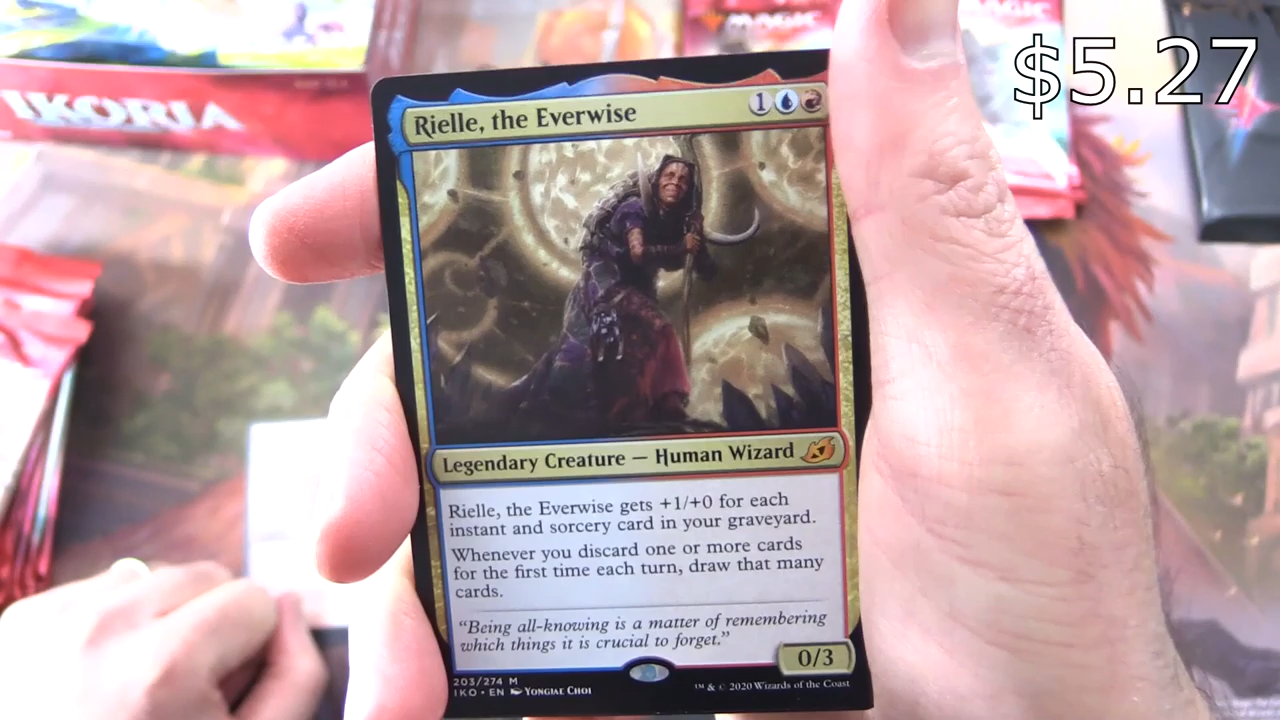 $5.27
MAGIC
MAGIC
IKORIA
Rielle, the Everwise
1
Legendary Creature — Human Wizard
Rielle, the Everwise gets +1/+0 for each
instant and sorcery card in your graveyard.
Whenever you discard one or more cards
for the first time each turn, draw that many
cards.
"Being all-knowing is a matter of remembering
which things it is crucial to forget."
0/3
203/274 M
IKO • EN Yongjae Choi
™ & © 2020 Wizards of the Coast